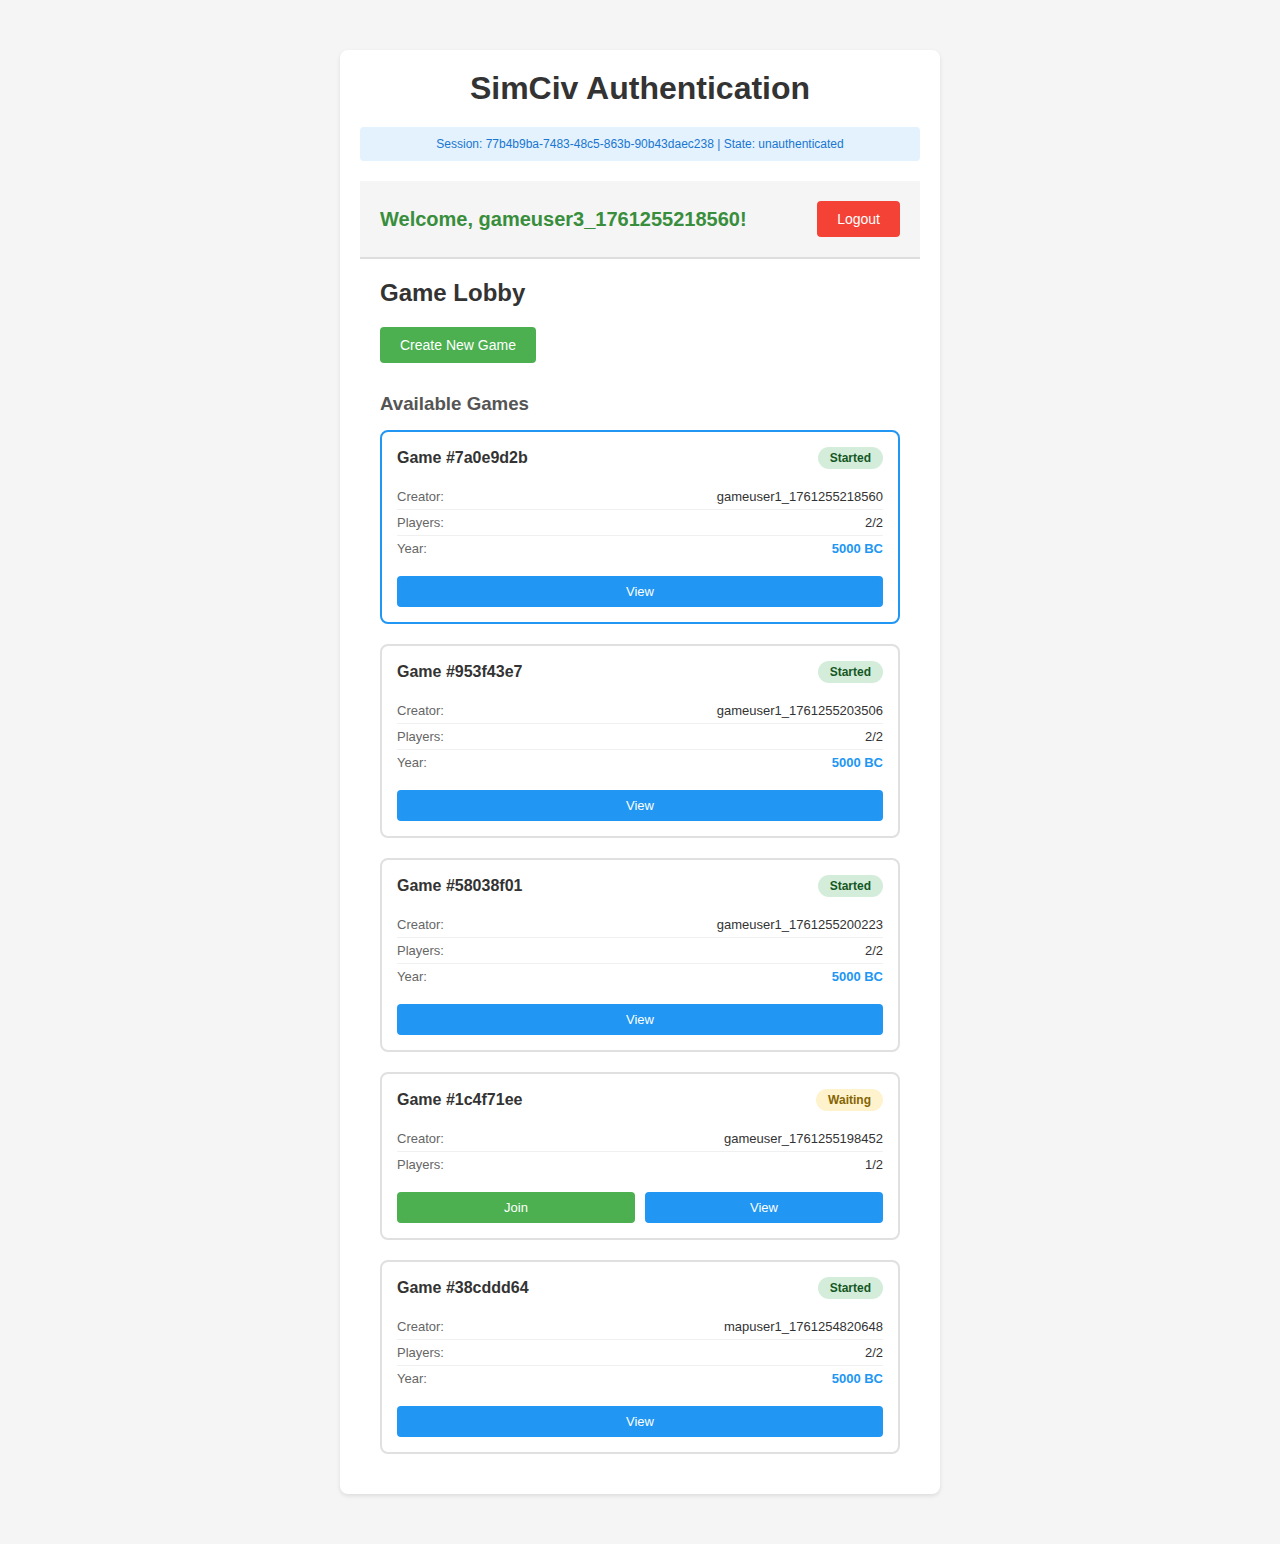 SimCiv Authentication
Session: 77b4b9ba-7483-48c5-863b-90b43daec238 | State: unauthenticated
Welcome, gameuser3_1761255218560!
Logout
Game Lobby
Create New Game
Available Games
Game #7a0e9d2b
Started
Creator: gameuser1_1761255218560
Players: 2/2
Year: 5000 BC
View
Game #953f43e7
Started
Creator: gameuser1_1761255203506
Players: 2/2
Year: 5000 BC
View
Game #58038f01
Started
Creator: gameuser1_1761255200223
Players: 2/2
Year: 5000 BC
View
Game #1c4f71ee
Waiting
Creator: gameuser_1761255198452
Players: 1/2
Join
View
Game #38cddd64
Started
Creator: mapuser1_1761254820648
Players: 2/2
Year: 5000 BC
View